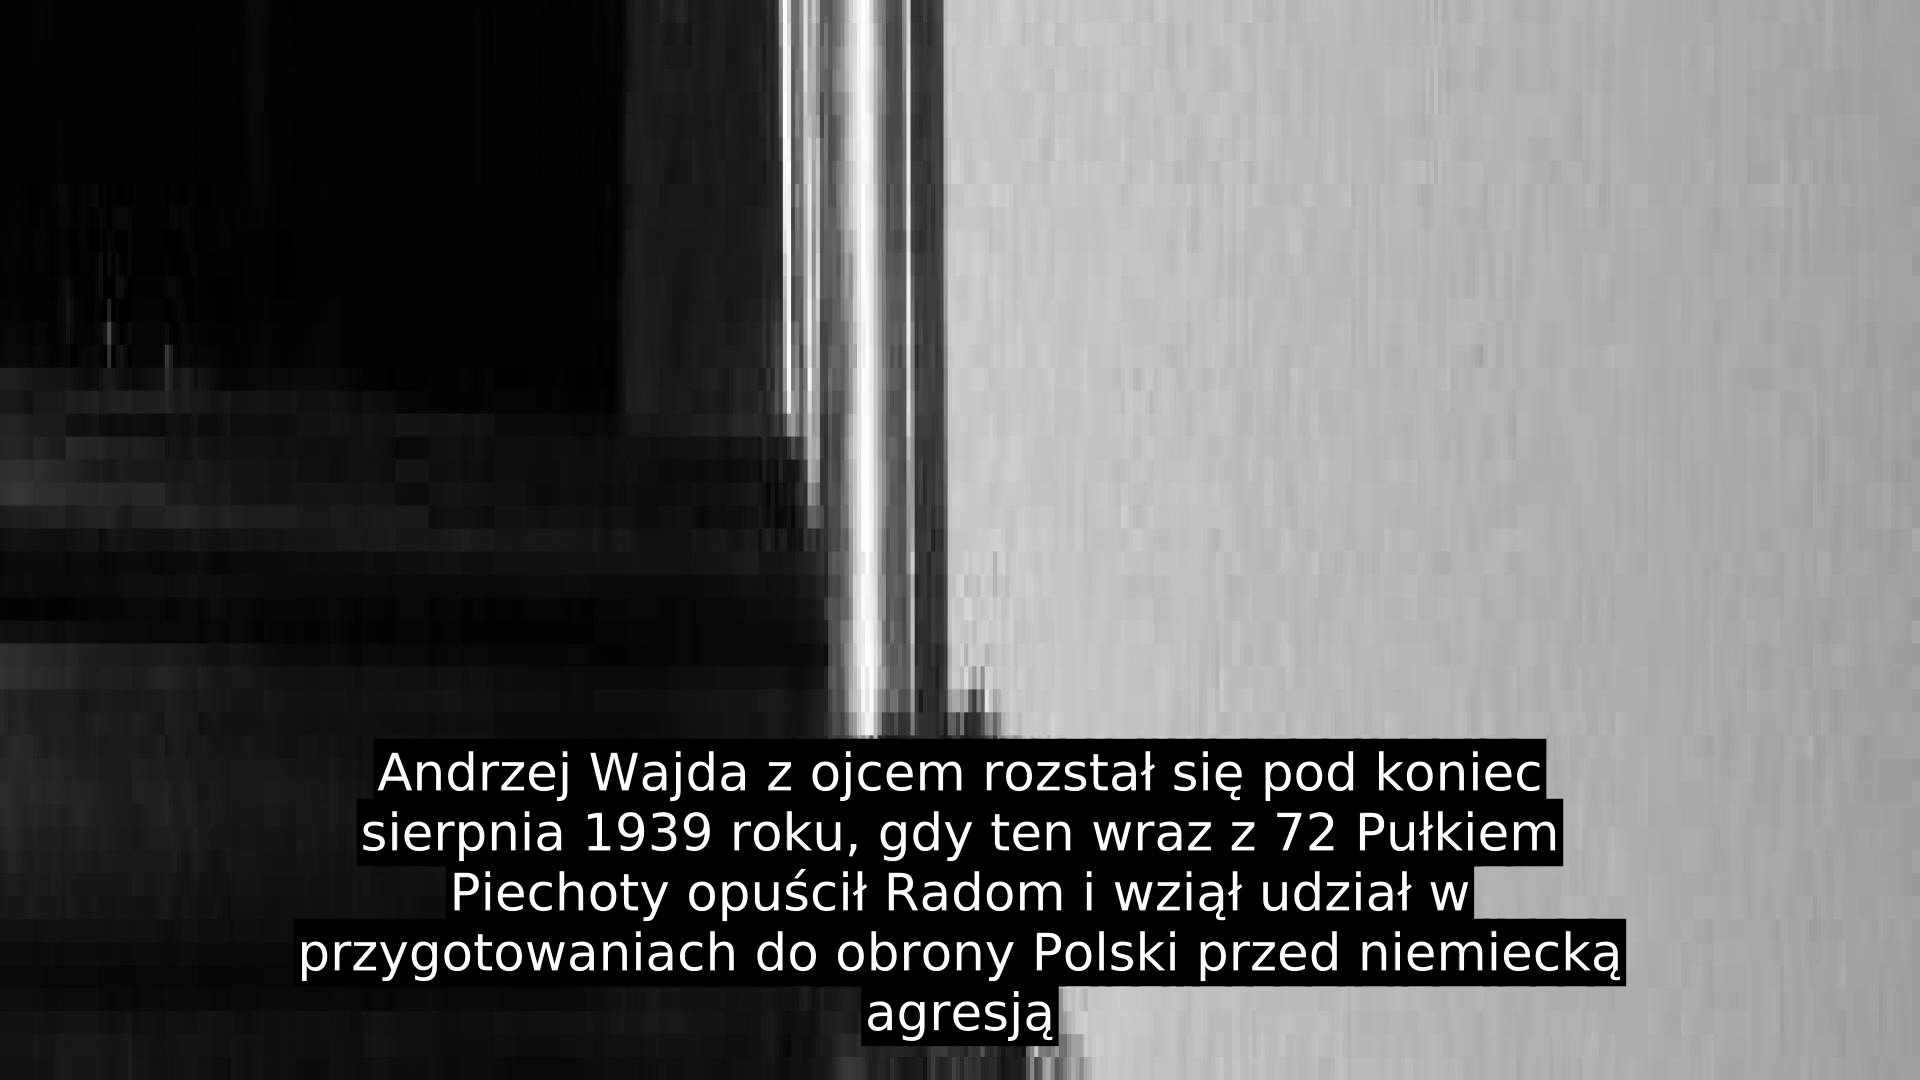 Andrzej Wajda z ojcem rozstał się pod koniec
sierpnia 1939 roku, gdy ten wraz z 72 Pułkiem
Piechoty opuścił Radom i wziął udział w
przygotowaniach do obrony Polski przed niemiecką
agresją